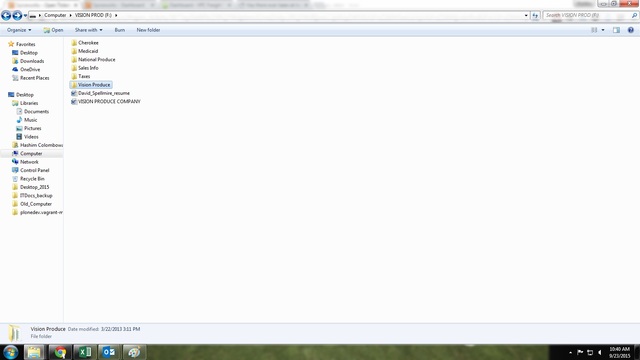 Computer ▸ VISION PROD (F:) ▸
Search VISION PROD (F:)
Organize Open Share with Burn New folder
Favorites
Desktop
Downloads
OneDrive
Recent Places
Desktop
Libraries
Documents
Music
Pictures
Videos
Hashim Colombow
Computer
Network
Control Panel
Recycle Bin
Desktop_2015
ITDocs_backup
Old_Computer
plonedev.vagrant-m
Cherokee
Medicaid
National Produce
Sales Info
Taxes
Vision Produce
David_Spellmire_resume
VISION PRODUCE COMPANY
Vision Produce Date modified: 3/22/2013 3:11 PM
File folder
10:40 AM
9/23/2015